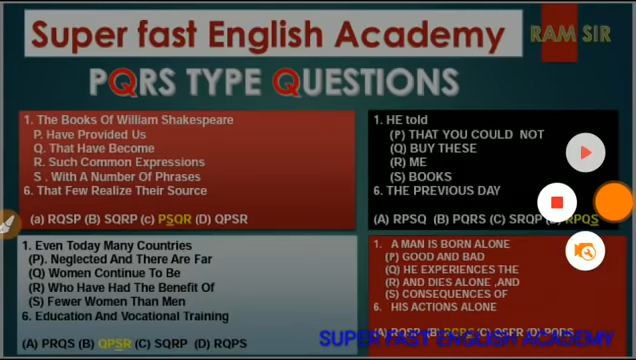 Super fast English Academy
RAM SIR
PQRS TYPE QUESTIONS
1. The Books Of William Shakespeare
P. Have Provided Us
Q. That Have Become
R. Such Common Expressions
S . With A Number Of Phrases
6. That Few Realize Their Source
(a) RQSP (B) SQRP (c) PSQR (D) QPSR
1. HE told
(P) THAT YOU COULD NOT
(Q) BUY THESE
(R) ME
(S) BOOKS
6. THE PREVIOUS DAY
(A) RPSQ (B) PQRS (C) SRQP RPQS
1. Even Today Many Countries
(P). Neglected And There Are Far
(Q) Women Continue To Be
(R) Who Have Had The Benefit Of
(S) Fewer Women Than Men
6. Education And Vocational Training
(A) PRQS (B) QPSR (C) SQRP (D) RQPS
1. A MAN IS BORN ALONE
(P) GOOD AND BAD
(Q) HE EXPERIENCES THE
(R) AND DIES ALONE ,AND
(S) CONSEQUENCES OF
6. HIS ACTIONS ALONE
SUPER FAST ENGLISH ACADEMY